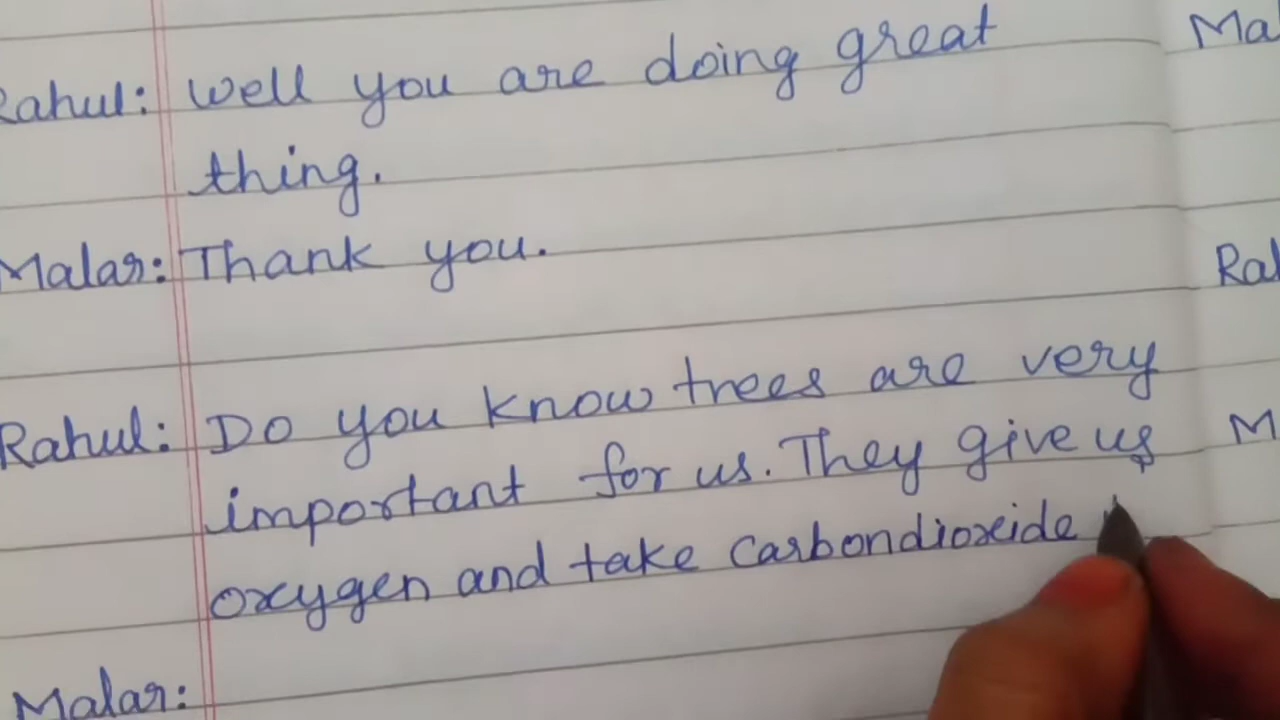 Rahul: Well you are doing great
thing.
Malar: Thank you.
Rahul: Do you know trees are very
important for us. They give us
oxygen and take carbondioxide
Malar: